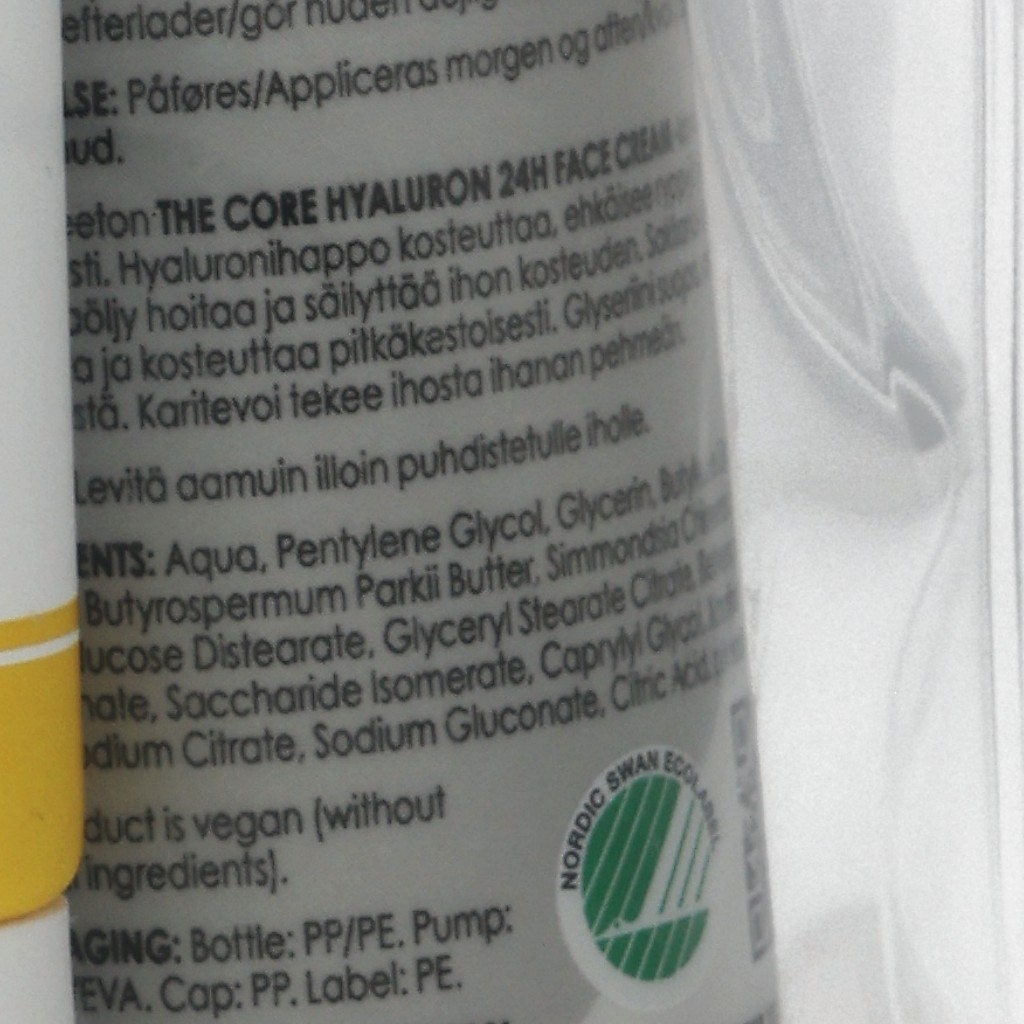 efterlader/gør huden
LSE: Påføres/Appliceras morgen og
ud.
THE CORE HYALURON 24H FACE CREAM
sti. Hyaluronihappo kosteuttaa, ehkäisee
öljy hoitaa ja säilyttää ihon kosteuden.
a ja kosteuttaa pitkäkestoisesti. Glyseriini
stä. Karitevoi tekee ihosta ihanan pehmeän.
Levitä aamuin illoin puhdistetulle iholle.
ENTS: Aqua, Pentylene Glycol, Glycerin,
Butyrospermum Parkii Butter, Simmondsia
ucose Distearate, Glyceryl Stearate Citrate,
nate, Saccharide Isomerate, Caprylyl Glycol,
dium Citrate, Sodium Gluconate, Citric Acid,
duct is vegan (without
ingredients).
AGING: Bottle: PP/PE. Pump:
EVA. Cap: PP. Label: PE.
NORDIC SWAN ECOLABEL